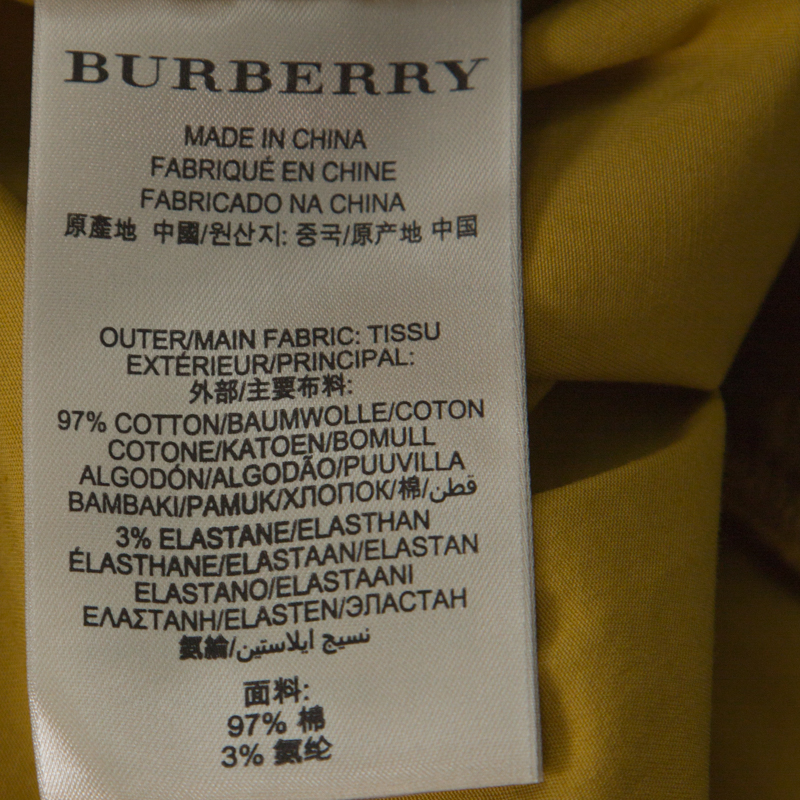 BURBERRY
MADE IN CHINA
FABRIQUÉ EN CHINE
FABRICADO NA CHINA
原產地 中國/원산지: 중국/原产地 中国
OUTER/MAIN FABRIC: TISSU
EXTÉRIEUR/PRINCIPAL:
外部/主要布料:
97% COTTON/BAUMWOLLE/COTON
COTONE/KATOEN/BOMULL
ALGODÓN/ALGODÃO/PUUVILLA
BAMBAKI/PAMUK/ХЛОПОК/棉/قطن
3% ELASTANE/ELASTHAN
ÉLASTHANE/ELASTAAN/ELASTAN
ELASTANO/ELASTAANI
ΕΛΑΣΤΑΝΗ/ELASTEN/ЭЛАСТАН
氨綸/نسيج ايلاستين
面料:
97% 棉
3% 氨纶